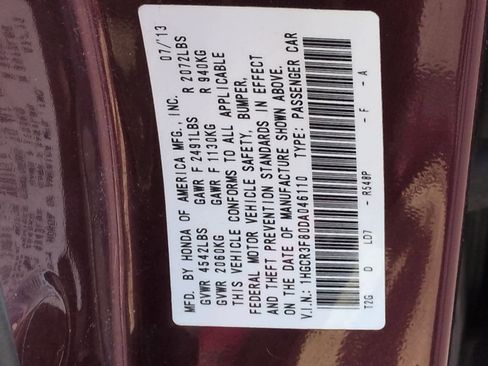 MFD. BY HONDA OF AMERICA MFG., INC. 07/'13
GVWR 4542LBS GAWR F 2491LBS R 2072LBS
GVWR 2060KG GAWR F 1130KG R 940KG
THIS VEHICLE CONFORMS TO ALL APPLICABLE
FEDERAL MOTOR VEHICLE SAFETY, BUMPER,
AND THEFT PREVENTION STANDARDS IN EFFECT
ON THE DATE OF MANUFACTURE SHOWN ABOVE.
V.I.N.: 1HGCR3F80DA046110 TYPE: PASSENGER CAR
T2G D LD7 - R548P - F - A